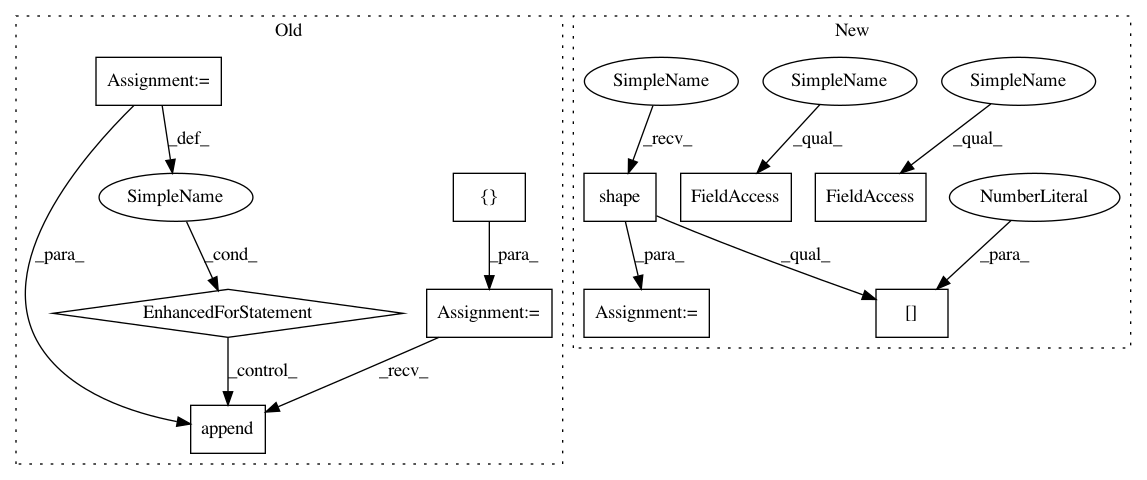 Old
New
Assignment:=
SimpleName
SimpleName
SimpleName
_def_
_recv_
_qual_
_qual_
SimpleName
{}
shape
FieldAccess
FieldAccess
NumberLiteral
_para_
_cond_
_para_
_para_
_qual_
_para_
EnhancedForStatement
Assignment:=
Assignment:=
[]
_control_
_recv_
append